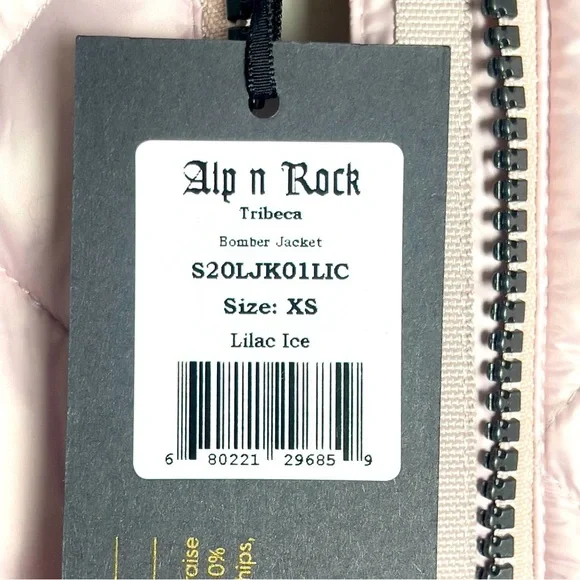 Alp n Rock
Tribeca
Bomber Jacket
S20LJK01LIC
Size: XS
Lilac Ice
6 80221 29685 9